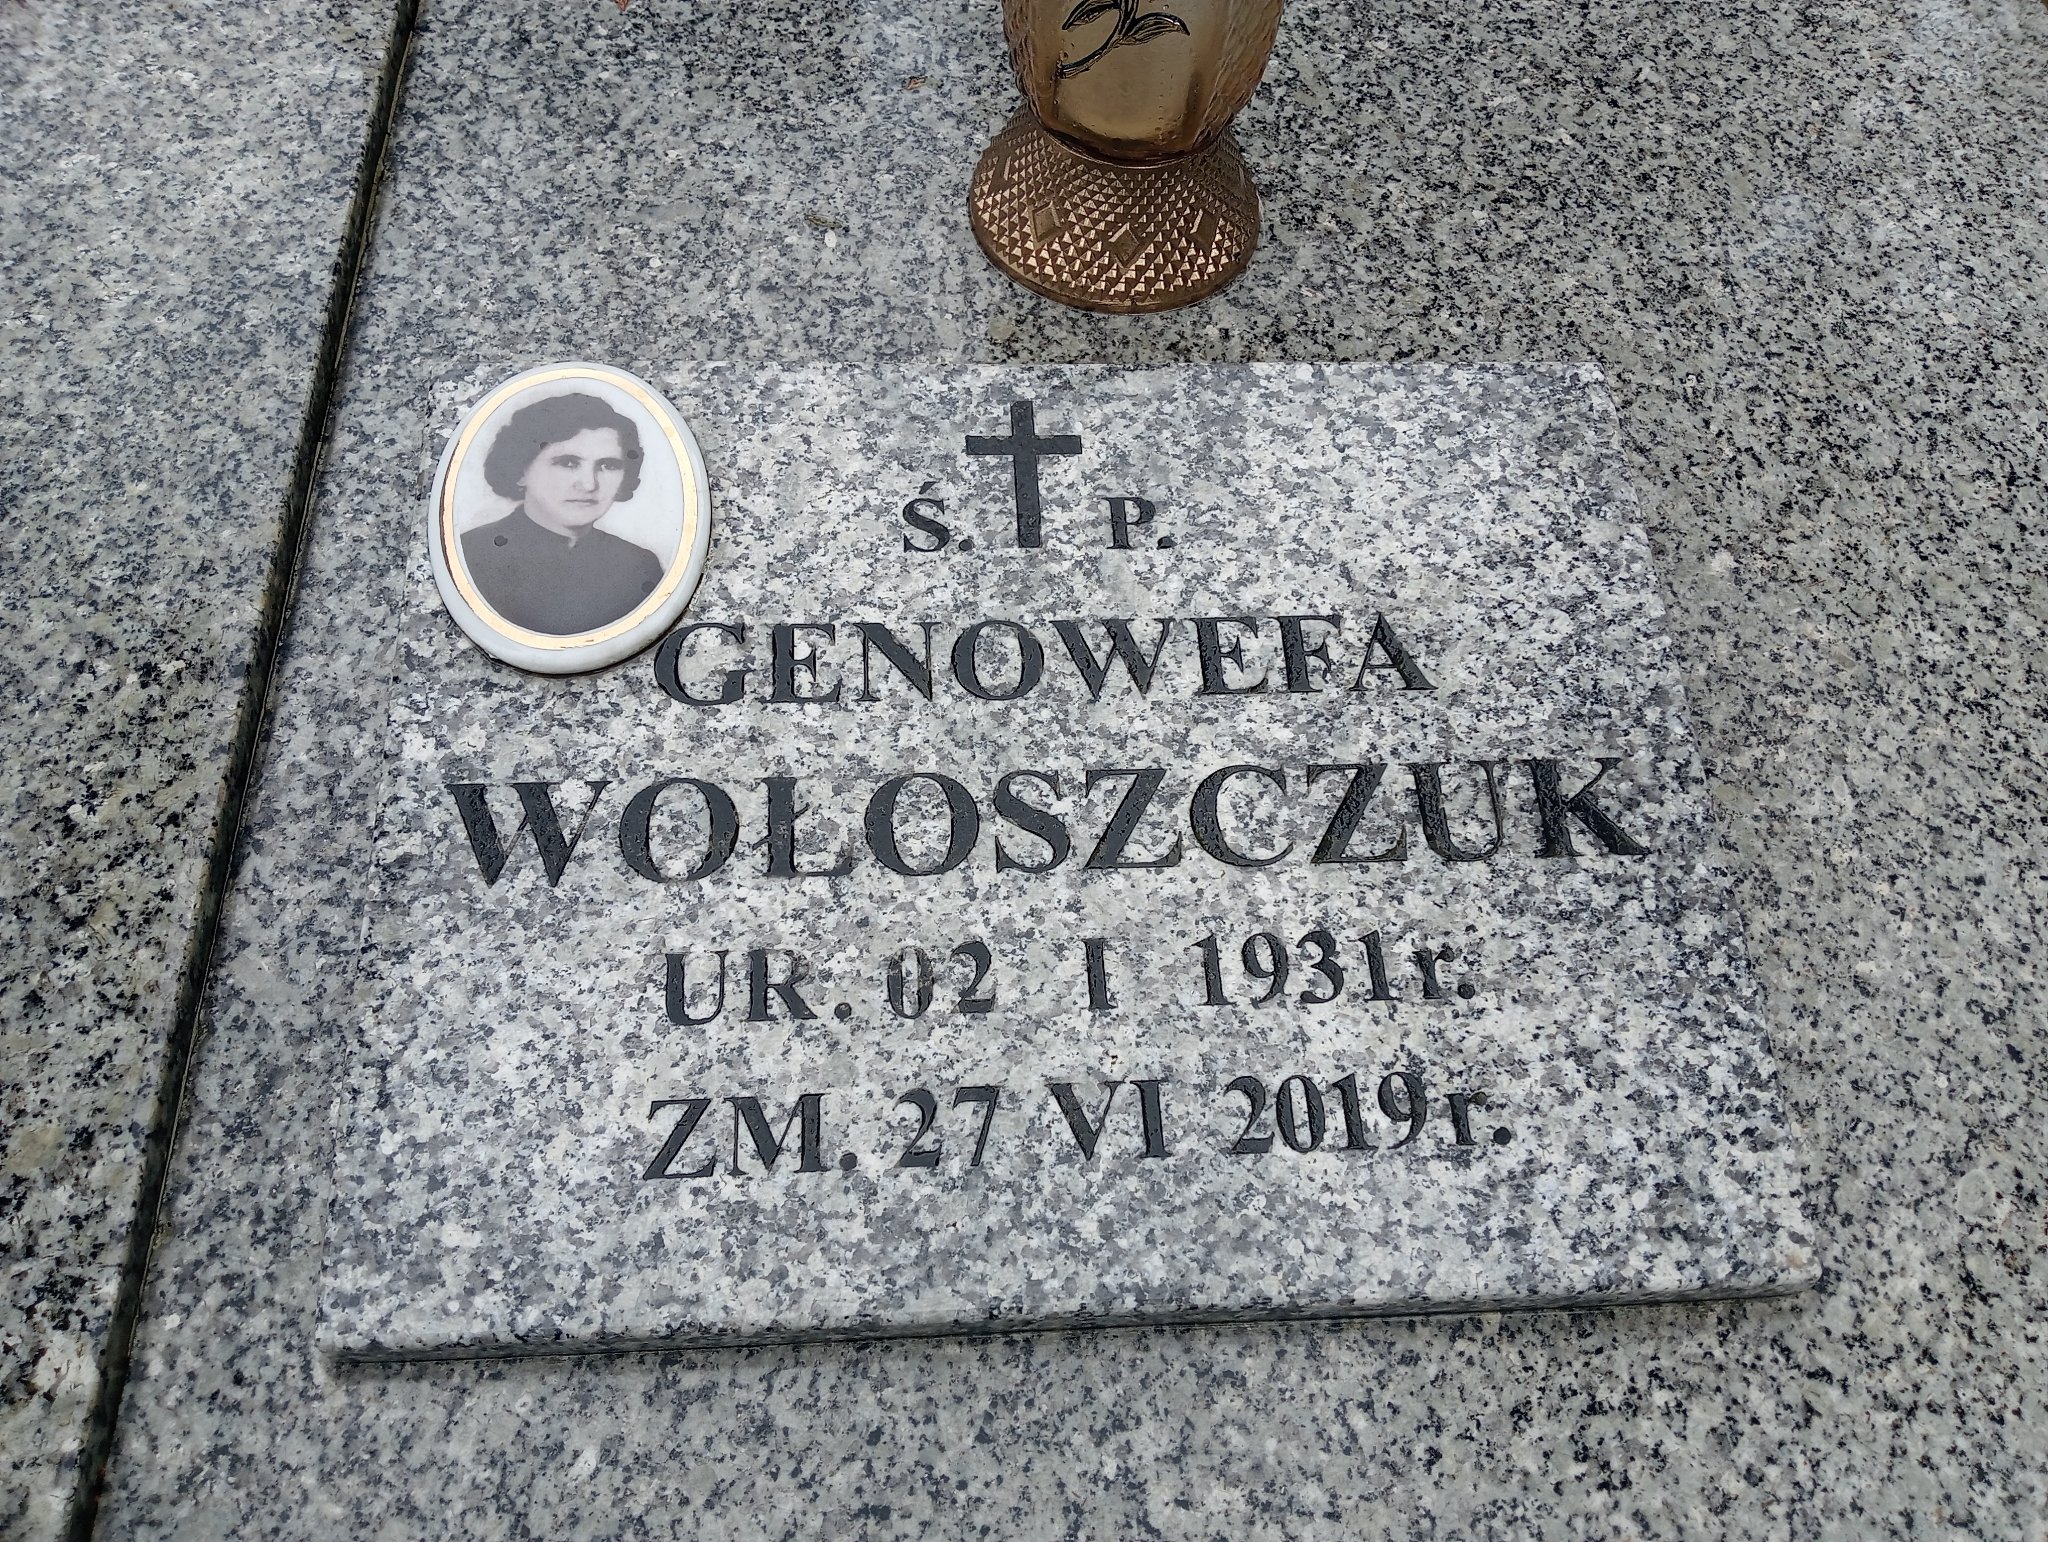 Ś. P.
GENOWEFA
WOŁOSZCZUK
UR. 02 I 1931r.
ZM. 27 VI 2019r.